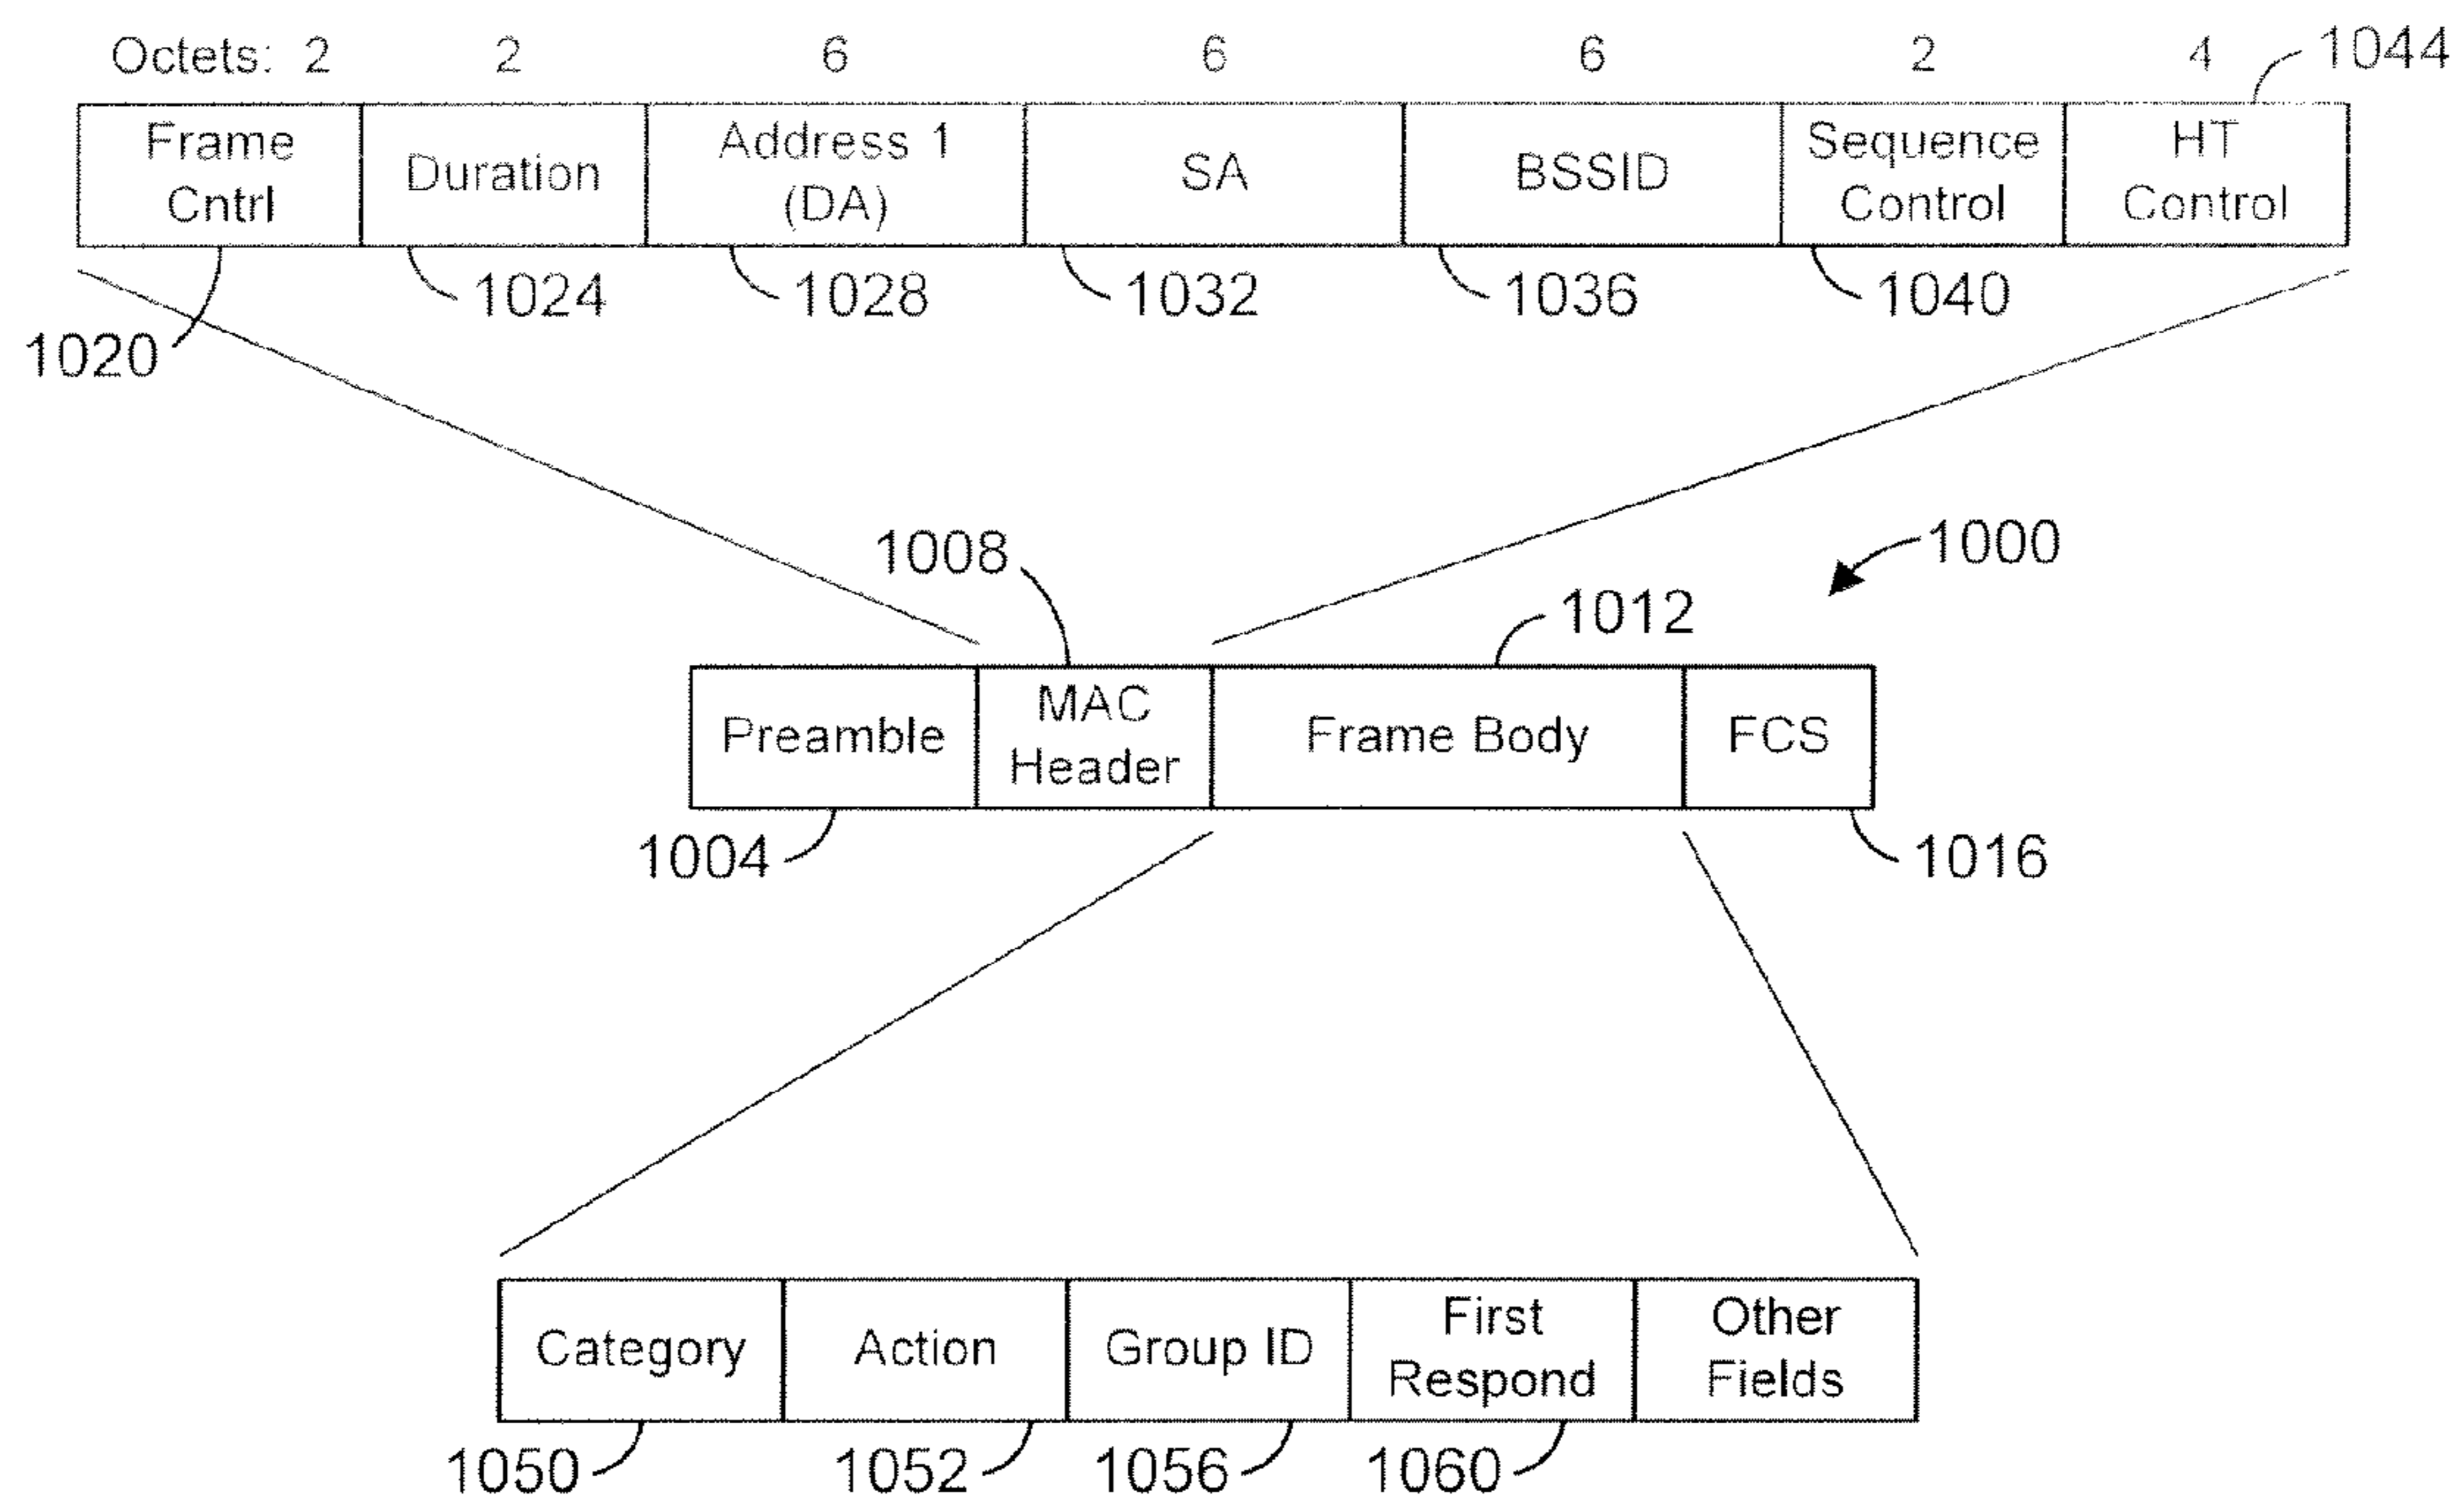 Octets: 2 2 6 6 6 2 4 1044
Frame Cntrl
Duration
Address 1 (DA)
SA
BSSID
Sequence Control
HT Control
1020
1024
1028
1032
1036
1040
1008
1012
1000
Preamble
MAC Header
Frame Body
FCS
1004
1016
Category
Action
Group ID
First Respond
Other Fields
1050
1052
1056
1060